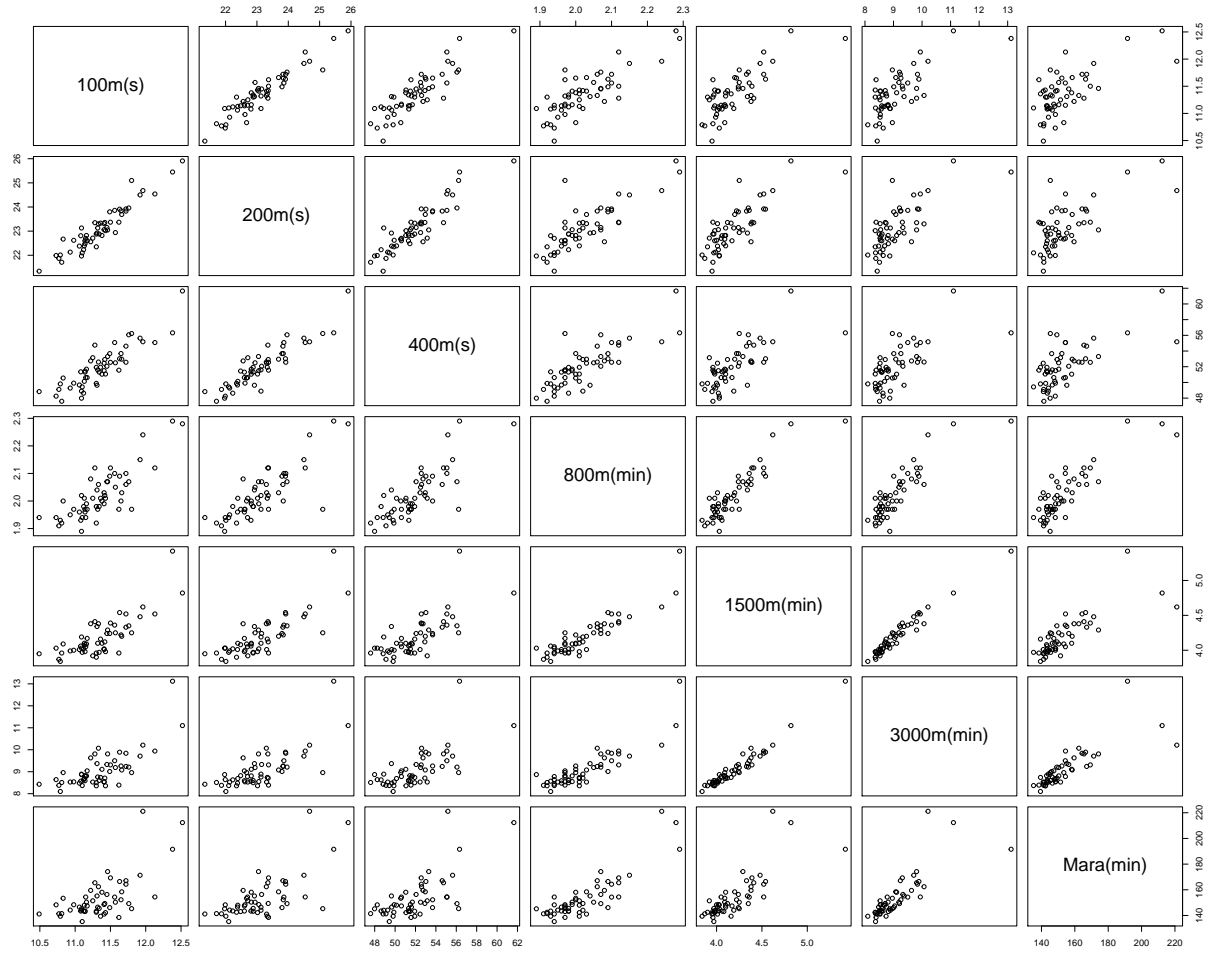 22 23 24 25 26
1.9 2.0 2.1 2.2 2.3
8 9 10 11 12 13
100m(s)
10.5 11.0 11.5 12.0 12.5
22 23 24 25 26
200m(s)
400m(s)
48 52 56 60
1.9 2.0 2.1 2.2 2.3
800m(min)
1500m(min)
4.0 4.5 5.0
8 9 10 11 12 13
3000m(min)
Mara(min)
140 160 180 200 220
10.5 11.0 11.5 12.0 12.5
48 50 52 54 56 58 60 62
4.0 4.5 5.0
140 160 180 200 220